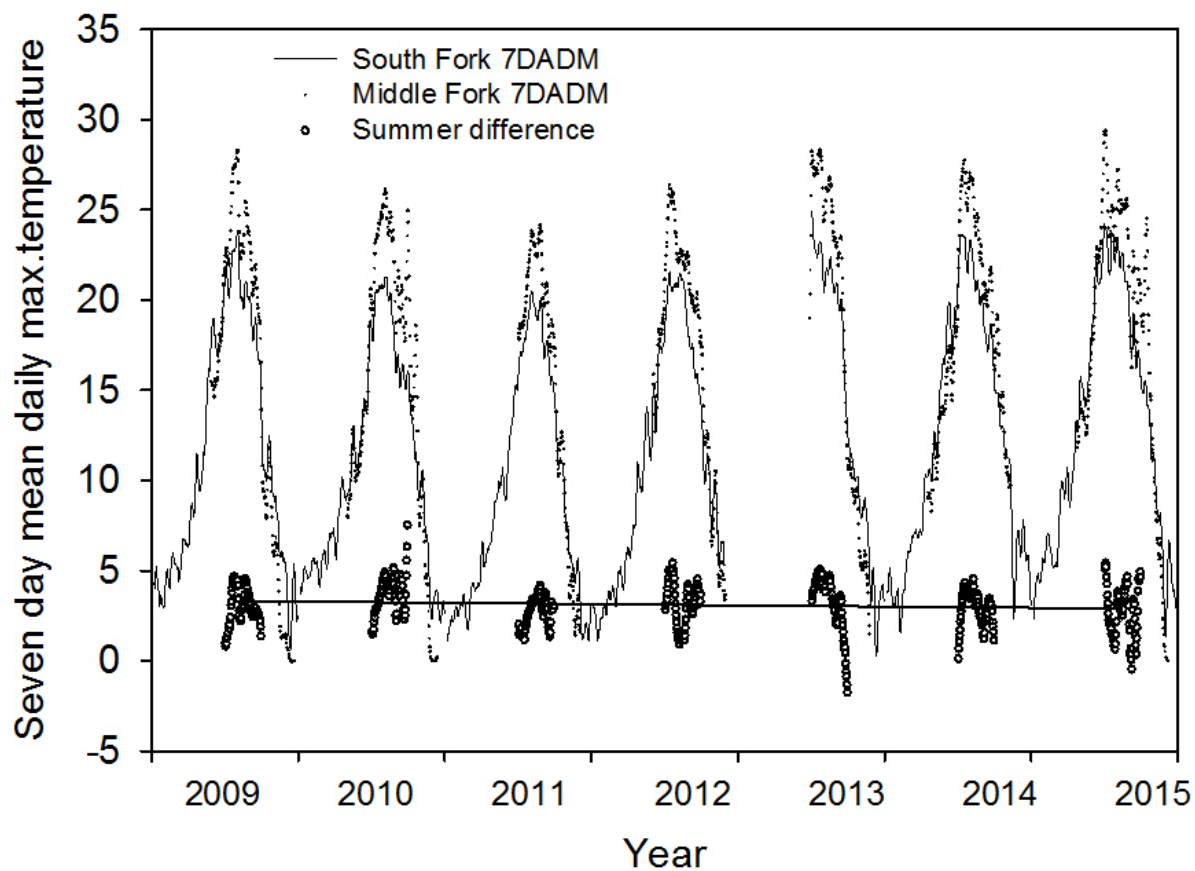 Seven day mean daily max.temperature
35
30
25
20
15
10
5
0
-5
South Fork 7DADM
Middle Fork 7DADM
Summer difference
2009 2010 2011 2012 2013 2014 2015
Year